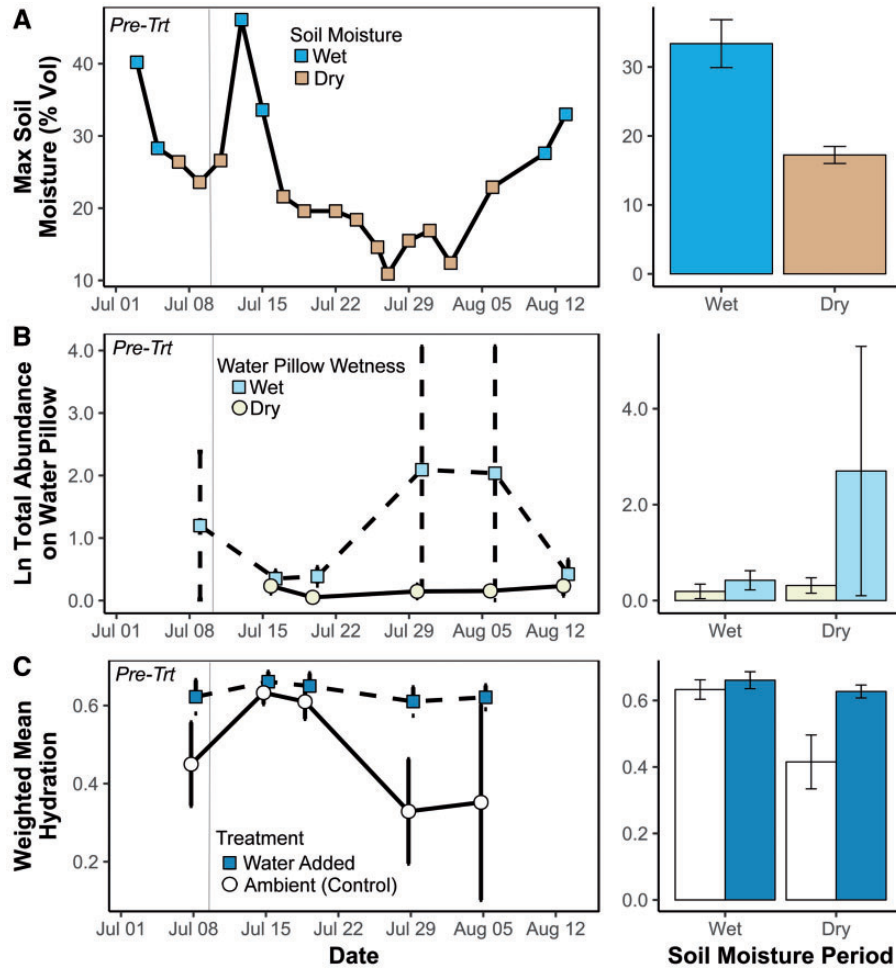 A
Max Soil
Moisture (% Vol)
Pre-Trt
Soil Moisture
Wet
Dry
40
30
20
10
Jul 01 Jul 08 Jul 15 Jul 22 Jul 29 Aug 05 Aug 12
30
20
10
0
Wet Dry
B
Ln Total Abundance
on Water Pillow
Pre-Trt
Water Pillow Wetness
Wet
Dry
4.0
3.0
2.0
1.0
0.0
Jul 01 Jul 08 Jul 15 Jul 22 Jul 29 Aug 05 Aug 12
4.0
2.0
0.0
Wet Dry
C
Weighted Mean
Hydration
Pre-Trt
Treatment
Water Added
Ambient (Control)
0.6
0.4
0.2
Jul 01 Jul 08 Jul 15 Jul 22 Jul 29 Aug 05 Aug 12
Date
0.6
0.4
0.2
0.0
Wet Dry
Soil Moisture Period